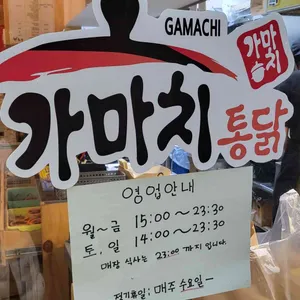 GAMACHI
가마치
통닭
가마치
영업안내
월~금 15:00~23:30
토, 일 14:00~23:30
매장 식사는 23:00 까지 입니다.
정기휴일; 매주 수요일